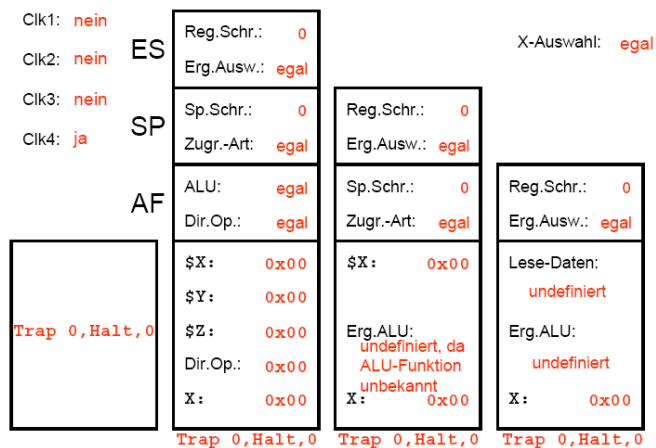 Clk1: nein
Clk2: nein
Clk3: nein
Clk4: ja
X-Auswahl: egal
ES
Reg.Schr.: 0
Erg.Ausw.: egal
SP
Sp.Schr.: 0
Zugr.-Art: egal
Reg.Schr.: 0
Erg.Ausw.: egal
AF
ALU: egal
Dir.Op.: egal
Sp.Schr.: 0
Zugr.-Art: egal
Reg.Schr.: 0
Erg.Ausw.: egal
Trap 0,Halt,0
$X: 0x00
$Y: 0x00
$Z: 0x00
Dir.Op.: 0x00
X: 0x00
Trap 0,Halt,0
$X: 0x00
Erg.ALU:
undefiniert, da
ALU-Funktion
unbekannt
X: 0x00
Trap 0,Halt,0
Lese-Daten:
undefiniert
Erg.ALU:
undefiniert
X: 0x00
Trap 0,Halt,0